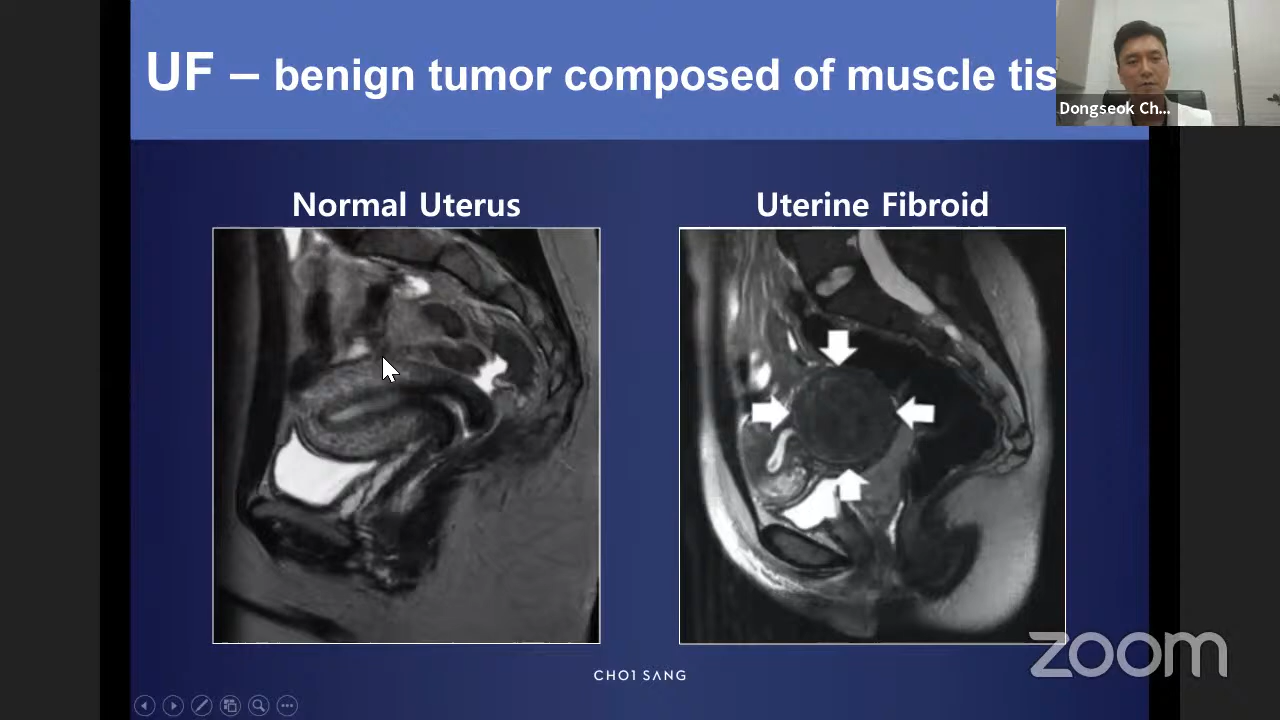 UF – benign tumor composed of muscle tis
Dongseok Ch...
Normal Uterus
Uterine Fibroid
CHOI SANG
zoom